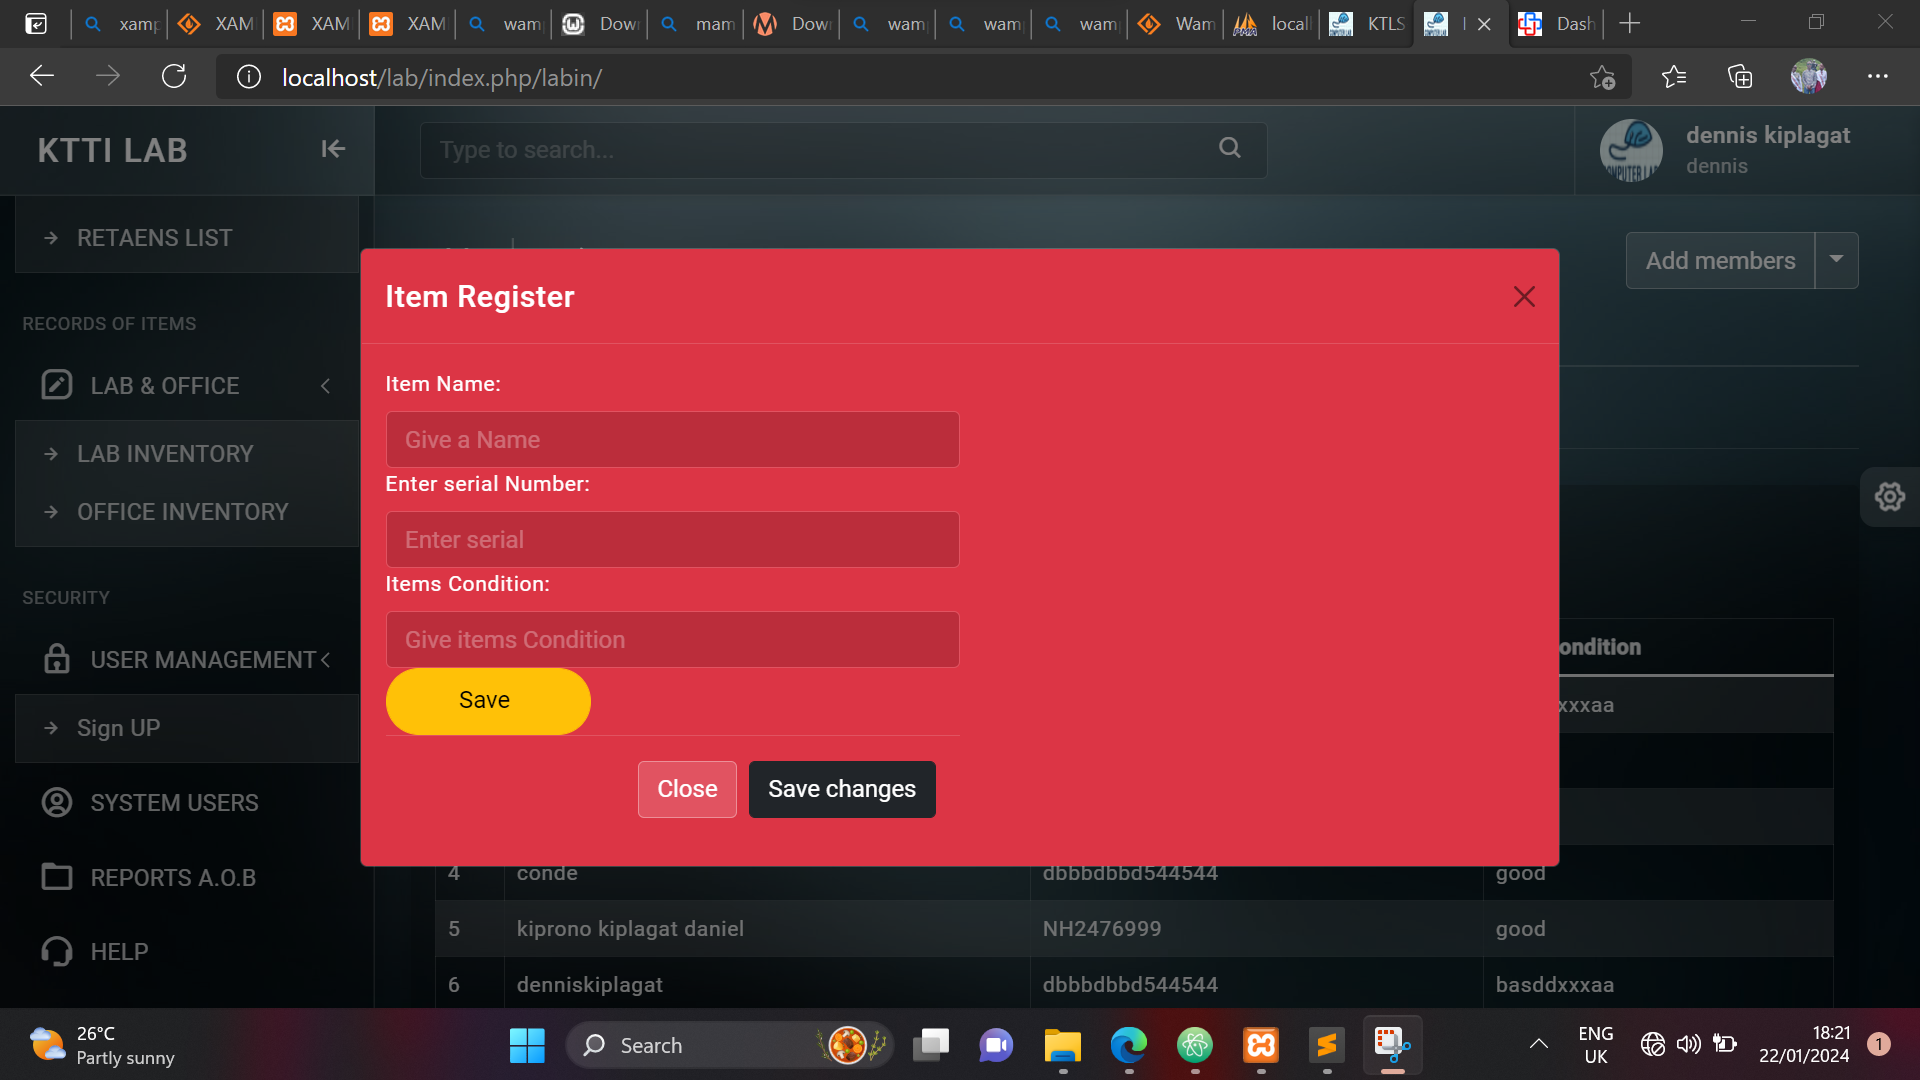 xamp
XAM
XAM
XAM
wam
Down
mam
Dow
wam
wam
wam
Wam
local
KTLS
Dash
localhost/lab/index.php/labin/
KTTI LAB
Type to search...
dennis kiplagat
dennis
RETAENS LIST
Add members
RECORDS OF ITEMS
LAB & OFFICE
LAB INVENTORY
OFFICE INVENTORY
SECURITY
USER MANAGEMENT
Sign UP
SYSTEM USERS
REPORTS A.O.B
HELP
Item Register
Item Name:
Give a Name
Enter serial Number:
Enter serial
Items Condition:
Give items Condition
Save
Close
Save changes
ondition
xxxaa
4 conde dbbbdbbd544544 good
5 kiprono kiplagat daniel NH2476999 good
6 denniskiplagat dbbbdbbd544544 basddxxxaa
26°C
Partly sunny
Search
ENG
UK
18:21
22/01/2024
1